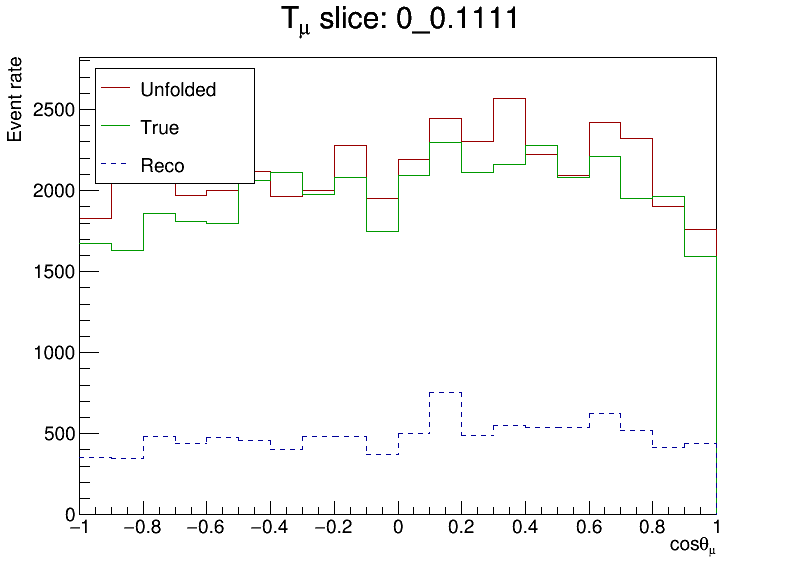 Tμ slice: 0_0.1111
Event rate
Unfolded
True
Reco
2500
2000
1500
1000
500
0
−1 −0.8 −0.6 −0.4 −0.2 0 0.2 0.4 0.6 0.8 1
cosθμ